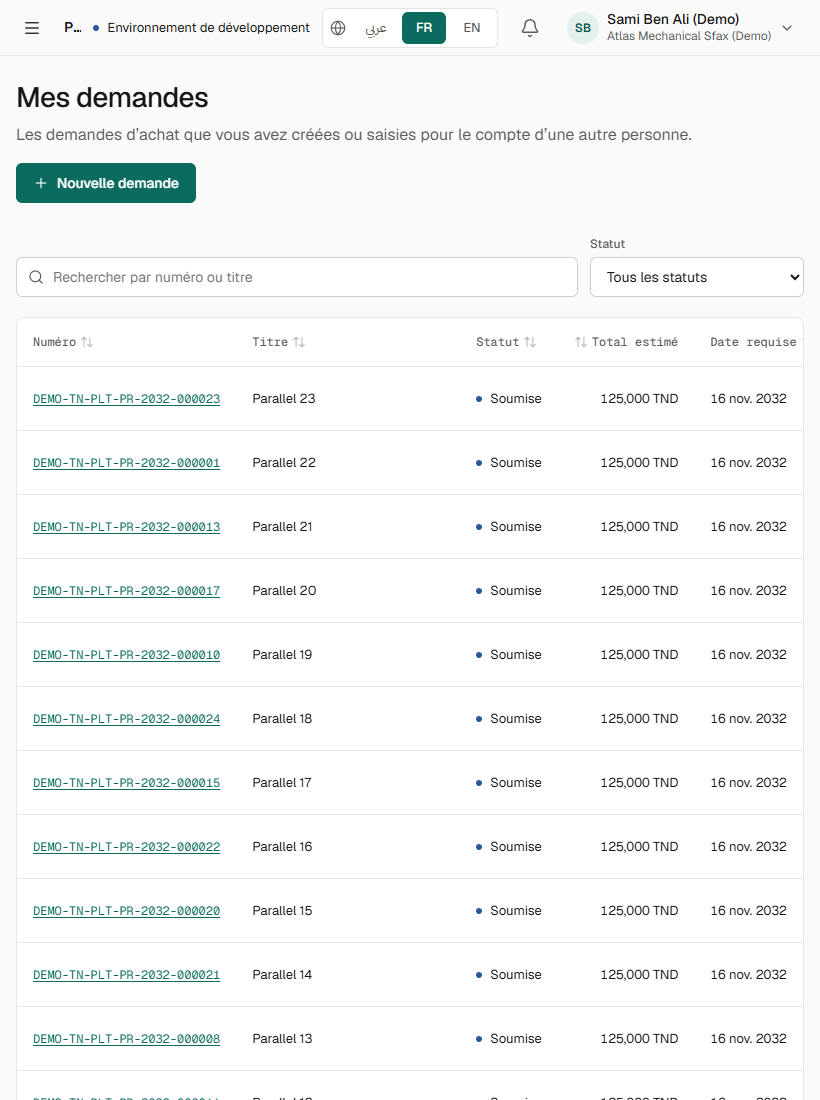 P...
Environnement de développement
عربي
FR
EN
SB
Sami Ben Ali (Demo)
Atlas Mechanical Sfax (Demo)
Mes demandes
Les demandes d’achat que vous avez créées ou saisies pour le compte d’une autre personne.
+ Nouvelle demande
Statut
Rechercher par numéro ou titre
Tous les statuts
Numéro Titre Statut Total estimé Date requise
DEMO-TN-PLT-PR-2032-000023 Parallel 23 Soumise 125,000 TND 16 nov. 2032
DEMO-TN-PLT-PR-2032-000001 Parallel 22 Soumise 125,000 TND 16 nov. 2032
DEMO-TN-PLT-PR-2032-000013 Parallel 21 Soumise 125,000 TND 16 nov. 2032
DEMO-TN-PLT-PR-2032-000017 Parallel 20 Soumise 125,000 TND 16 nov. 2032
DEMO-TN-PLT-PR-2032-000010 Parallel 19 Soumise 125,000 TND 16 nov. 2032
DEMO-TN-PLT-PR-2032-000024 Parallel 18 Soumise 125,000 TND 16 nov. 2032
DEMO-TN-PLT-PR-2032-000015 Parallel 17 Soumise 125,000 TND 16 nov. 2032
DEMO-TN-PLT-PR-2032-000022 Parallel 16 Soumise 125,000 TND 16 nov. 2032
DEMO-TN-PLT-PR-2032-000020 Parallel 15 Soumise 125,000 TND 16 nov. 2032
DEMO-TN-PLT-PR-2032-000021 Parallel 14 Soumise 125,000 TND 16 nov. 2032
DEMO-TN-PLT-PR-2032-000008 Parallel 13 Soumise 125,000 TND 16 nov. 2032